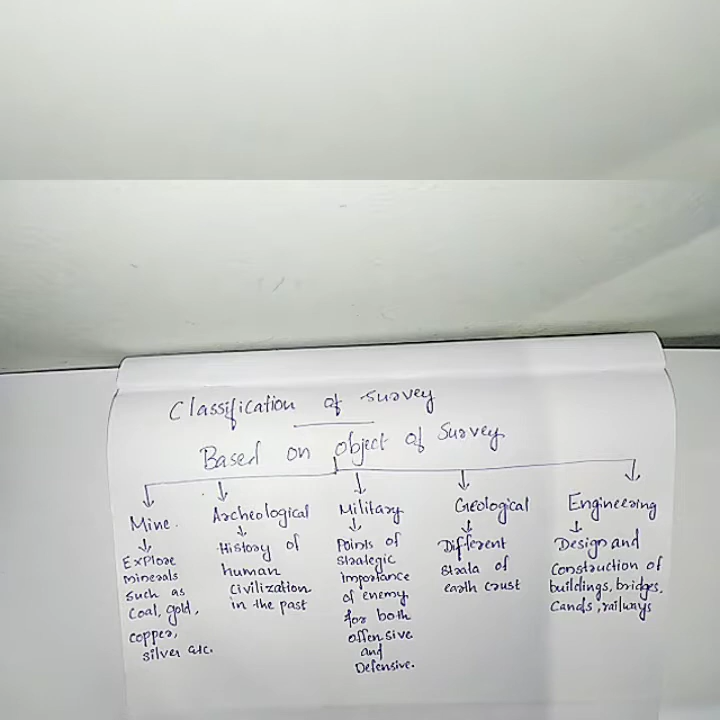 Classification of survey
Based on object of Survey
Mine.
Explore
minerals
such as
Coal, gold,
copper,
silver etc.
Archeological
History of
human
civilization
in the past
Military
Points of
strategic
importance
of enemy
for both
offensive
and
Defensive.
Geological
Different
strata of
earth crust
Engineering
Design and
construction of
buildings, bridges,
Canals, railways